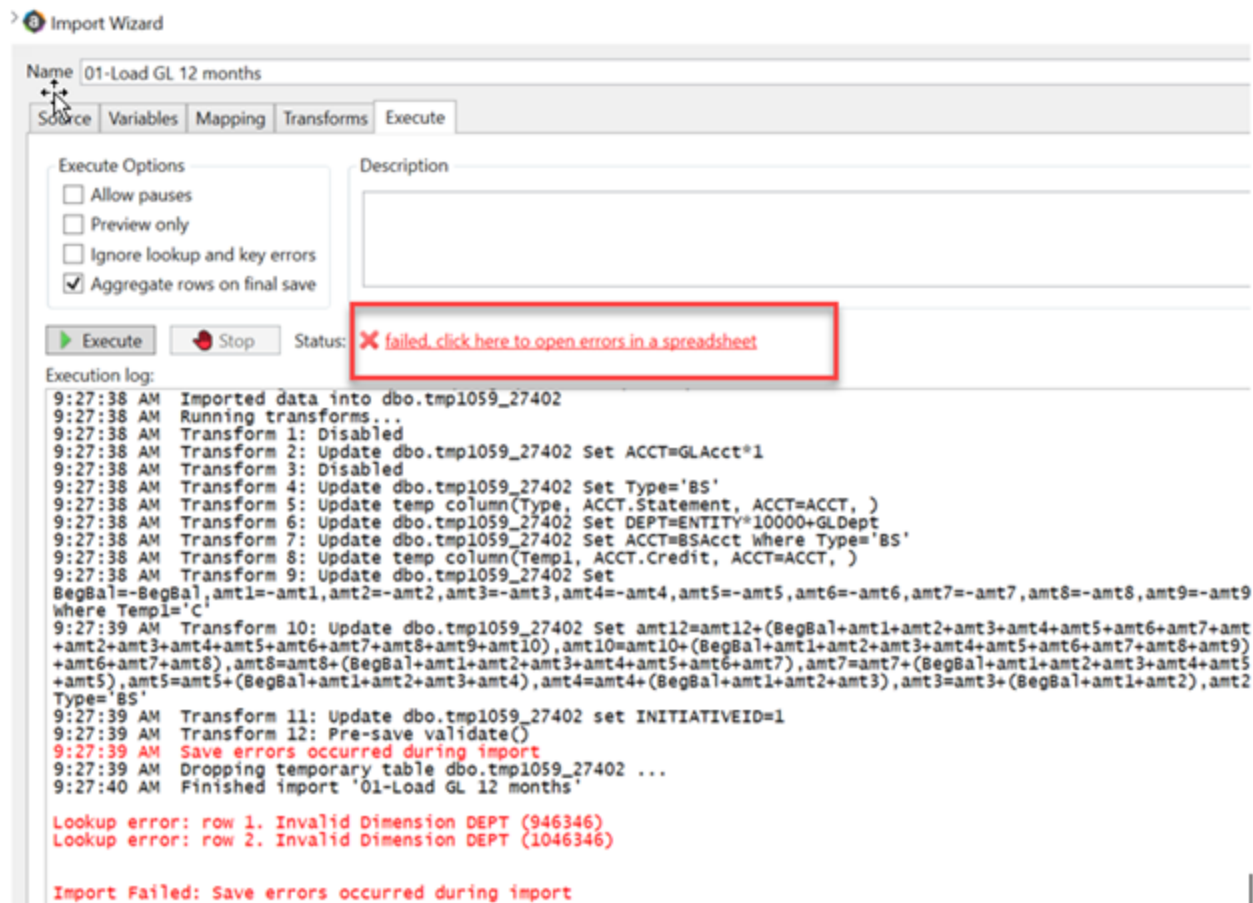 Import Wizard
Name 01-Load GL 12 months
Source Variables Mapping Transforms Execute
Execute Options
Description
Allow pauses
Preview only
Ignore lookup and key errors
Aggregate rows on final save
Execute Stop Status: failed, click here to open errors in a spreadsheet
Execution log:
9:27:38 AM Imported data into dbo.tmp1059_27402
9:27:38 AM Running transforms...
9:27:38 AM Transform 1: Disabled
9:27:38 AM Transform 2: Update dbo.tmp1059_27402 Set ACCT=GLAcct*1
9:27:38 AM Transform 3: Disabled
9:27:38 AM Transform 4: Update dbo.tmp1059_27402 Set Type='BS'
9:27:38 AM Transform 5: Update temp column(Type, ACCT.Statement, ACCT=ACCT, )
9:27:38 AM Transform 6: Update dbo.tmp1059_27402 Set DEPT=ENTITY*10000+GLDept
9:27:38 AM Transform 7: Update dbo.tmp1059_27402 Set ACCT=BSAcct Where Type='BS'
9:27:38 AM Transform 8: Update temp column(Temp1, ACCT.Credit, ACCT=ACCT, )
9:27:38 AM Transform 9: Update dbo.tmp1059_27402 Set
BegBal=-BegBal,amt1=-amt1,amt2=-amt2,amt3=-amt3,amt4=-amt4,amt5=-amt5,amt6=-amt6,amt7=-amt7,amt8=-amt8,amt9=-amt9
Where Temp1='C'
9:27:39 AM Transform 10: Update dbo.tmp1059_27402 Set amt12=amt12+(BegBal+amt1+amt2+amt3+amt4+amt5+amt6+amt7+amt
+amt2+amt3+amt4+amt5+amt6+amt7+amt8+amt9+amt10),amt10=amt10+(BegBal+amt1+amt2+amt3+amt4+amt5+amt6+amt7+amt8+amt9)
+amt6+amt7+amt8),amt8=amt8+(BegBal+amt1+amt2+amt3+amt4+amt5+amt6+amt7),amt7=amt7+(BegBal+amt1+amt2+amt3+amt4+amt5
+amt5),amt5=amt5+(BegBal+amt1+amt2+amt3+amt4),amt4=amt4+(BegBal+amt1+amt2+amt3),amt3=amt3+(BegBal+amt1+amt2),amt2
Type='BS'
9:27:39 AM Transform 11: Update dbo.tmp1059_27402 set INITIATIVEID=1
9:27:39 AM Transform 12: Pre-save validate()
9:27:39 AM Save errors occurred during import
9:27:39 AM Dropping temporary table dbo.tmp1059_27402 ...
9:27:40 AM Finished import '01-Load GL 12 months'
Lookup error: row 1. Invalid Dimension DEPT (946346)
Lookup error: row 2. Invalid Dimension DEPT (1046346)
Import Failed: Save errors occurred during import